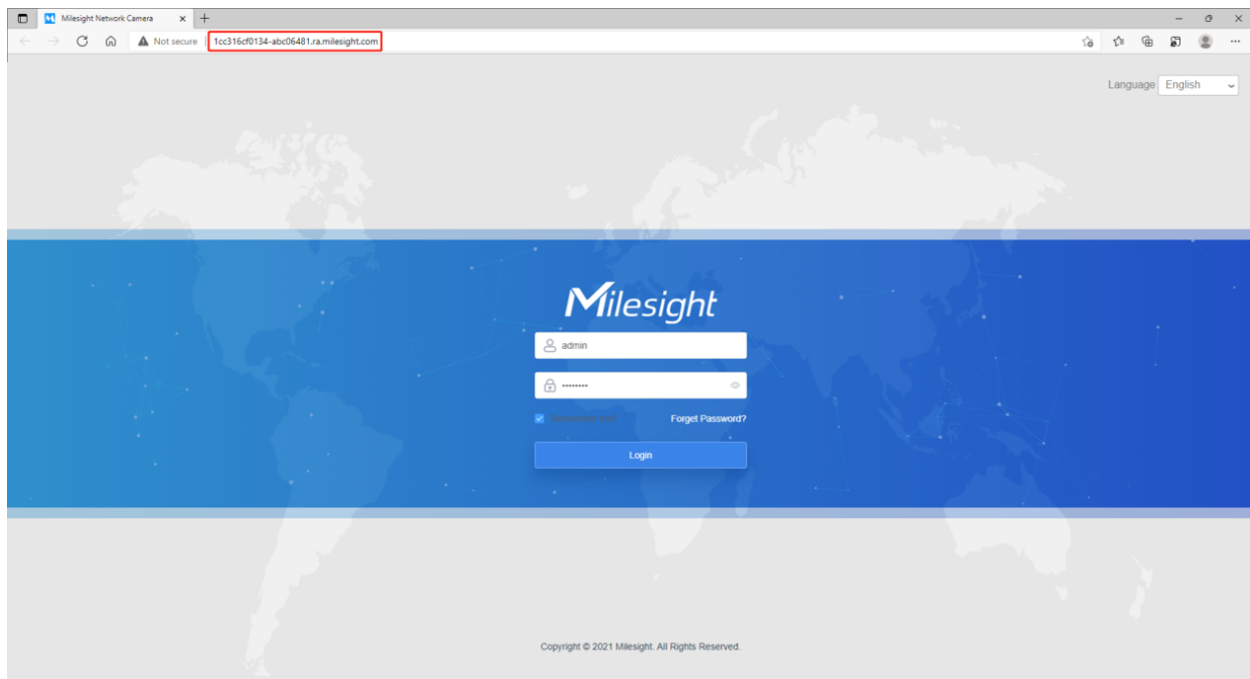 Milesight Network Camera
Not secure | 1cc316cf0134-abc06481.ra.milesight.com
Language English
Milesight
admin
••••••••
Forget Password?
Login
Copyright © 2021 Milesight. All Rights Reserved.